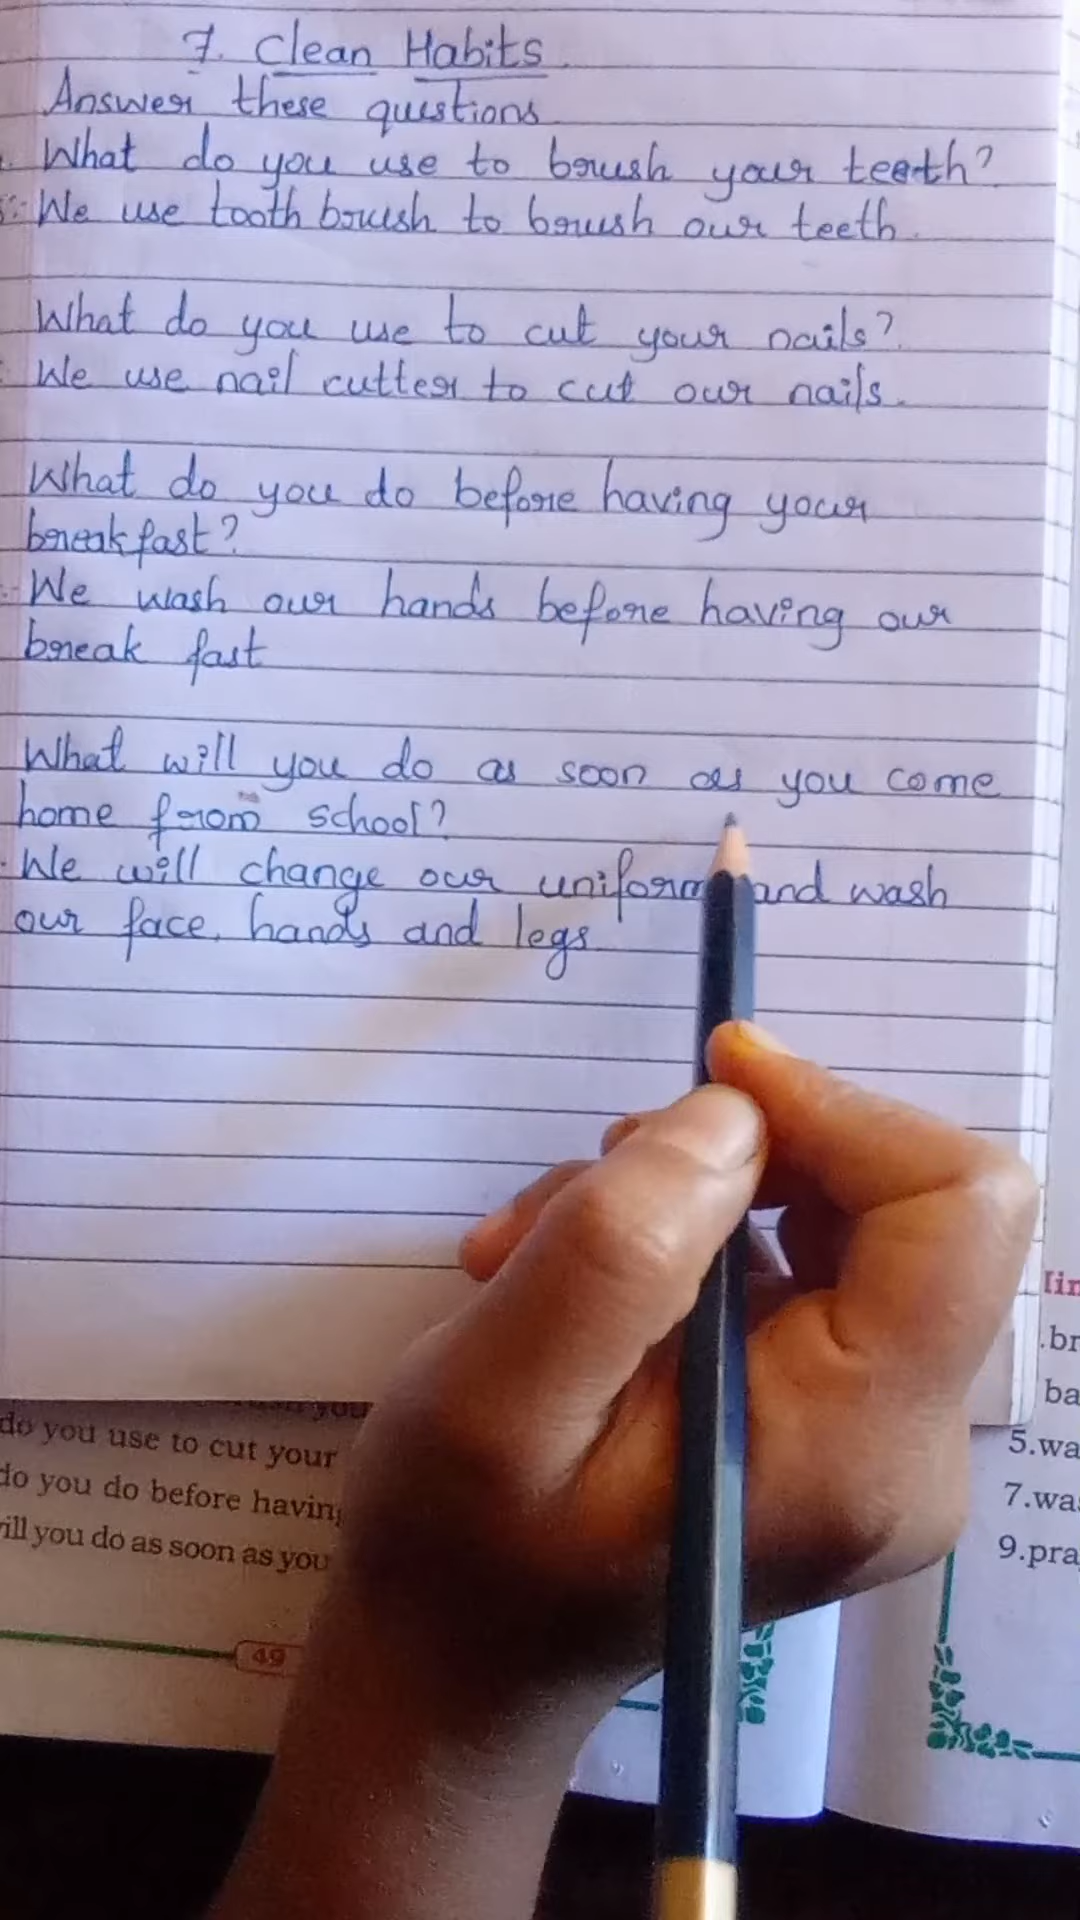 7. Clean Habits
Answer these questions
What do you use to brush your teeth?
We use tooth brush to brush our teeth.
What do you use to cut your nails?
We use nail cutter to cut our nails.
What do you do before having your
breakfast?
We wash our hands before having our
break fast
What will you do as soon as you come
home from school?
We will change our uniform and wash
our face, hands and legs.
do you use to cut your
do you do before having
will you do as soon as you
49
5.wa
7.was
9.pra